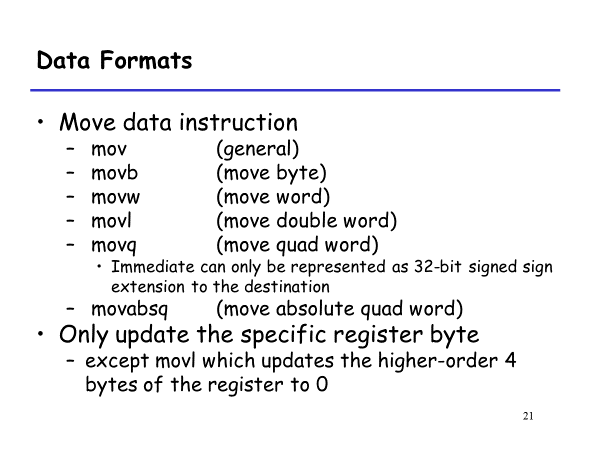 Data Formats
• Move data instruction
– mov (general)
– movb (move byte)
– movw (move word)
– movl (move double word)
– movq (move quad word)
• Immediate can only be represented as 32-bit signed sign
extension to the destination
– movabsq (move absolute quad word)
• Only update the specific register byte
– except movl which updates the higher-order 4
bytes of the register to 0
21